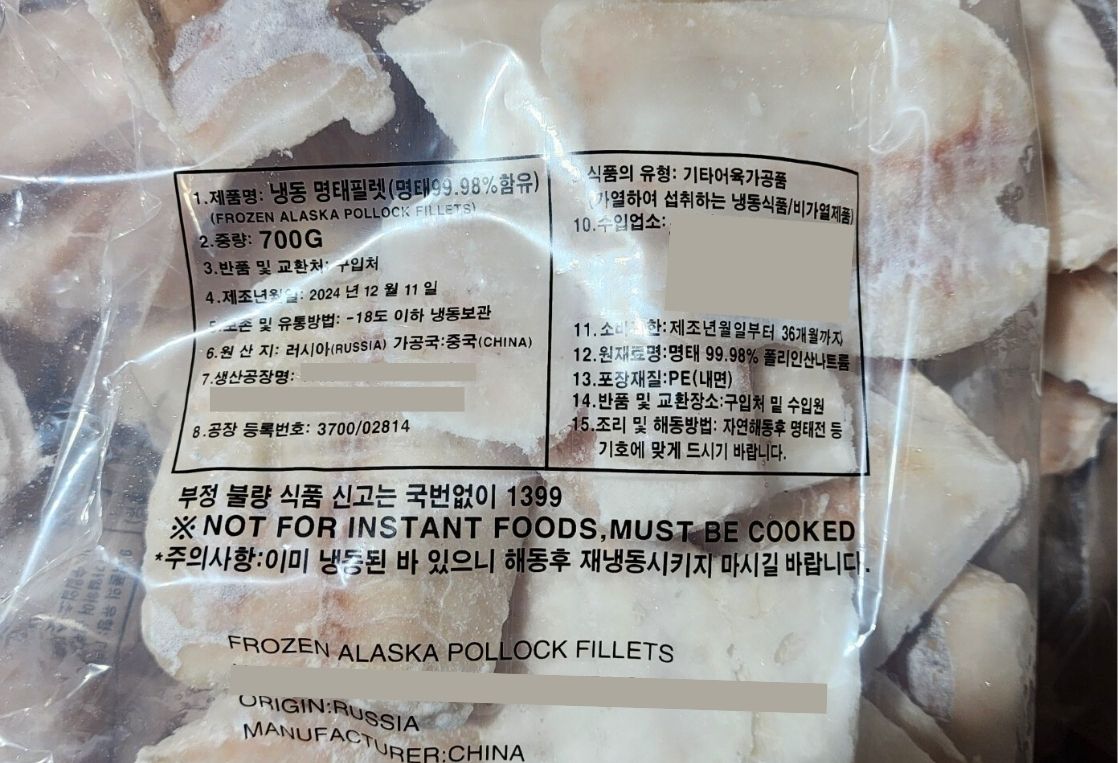 1.제품명: 냉동 명태필렛(명태99.98%함유)
(FROZEN ALASKA POLLOCK FILLETS)
2.중량: 700G
3.반품 및 교환처: 구입처
4.제조년월일: 2024 년 12 월 11 일
보존 및 유통방법: -18도 이하 냉동보관
6.원 산 지: 러시아(RUSSIA) 가공국:중국(CHINA)
7.생산공장명:
8.공장 등록번호: 3700/02814
식품의 유형: 기타어육가공품
(가열하여 섭취하는 냉동식품/비가열제품)
10.수입업소:
11.소비기한:제조년월일부터 36개월까지
12.원재료명:명태 99.98% 폴리인산나트륨
13.포장재질:PE(내면)
14.반품 및 교환장소:구입처 및 수입원
15.조리 및 해동방법: 자연해동후 명태전 등
기호에 맞게 드시기 바랍니다.
부정 불량 식품 신고는 국번없이 1399
※ NOT FOR INSTANT FOODS,MUST BE COOKED
*주의사항:이미 냉동된 바 있으니 해동후 재냉동시키지 마시길 바랍니다.
FROZEN ALASKA POLLOCK FILLETS
ORIGIN:RUSSIA
MANUFACTURER:CHINA